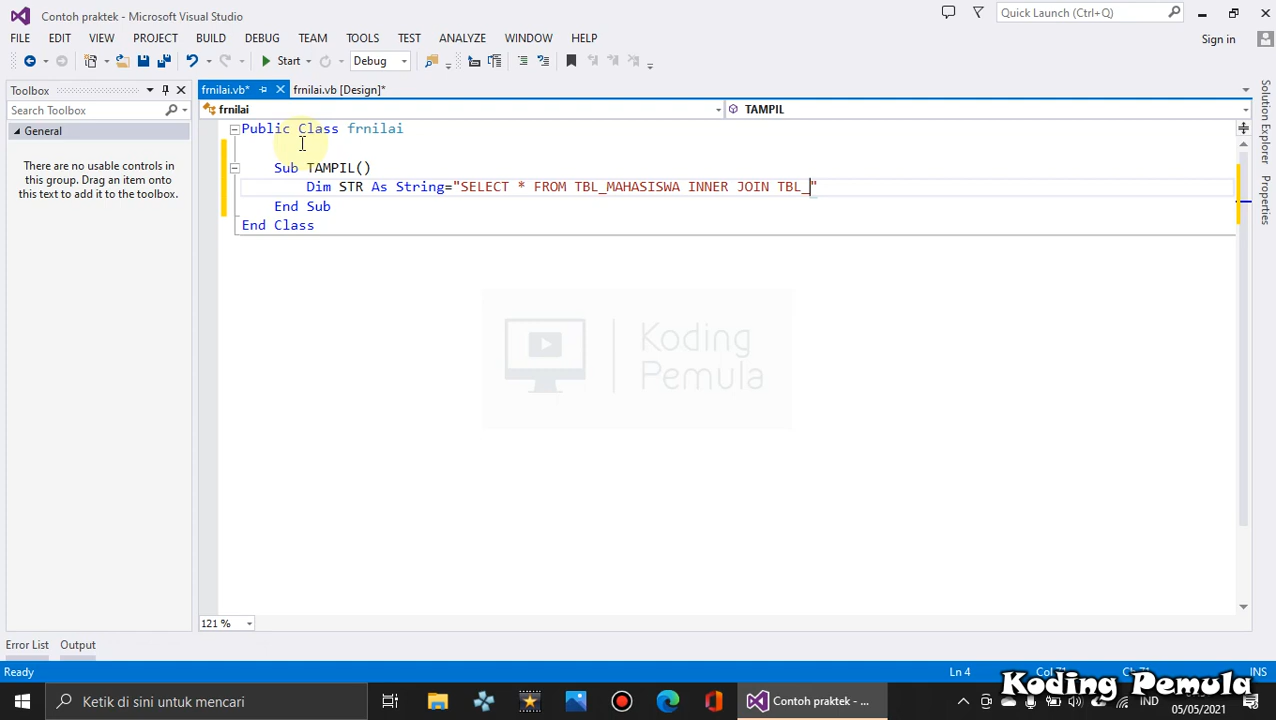 Contoh praktek - Microsoft Visual Studio
Quick Launch (Ctrl+Q)
FILE EDIT VIEW PROJECT BUILD DEBUG TEAM TOOLS TEST ANALYZE WINDOW HELP
Sign in
Start Debug
Toolbox
frnilai.vb* frnilai.vb [Design]*
Search Toolbox
frnilai TAMPIL
General
There are no usable controls in
this group. Drag an item onto
this text to add it to the toolbox.
Public Class frnilai
Sub TAMPIL()
Dim STR As String="SELECT * FROM TBL_MAHASISWA INNER JOIN TBL_"
End Sub
End Class
Solution Explorer
Properties
Koding
Pemula
121 %
Error List Output
Ready Ln 4 INS
Koding Pemula
Ketik di sini untuk mencari
Contoh praktek - ...
IND
05/05/2021